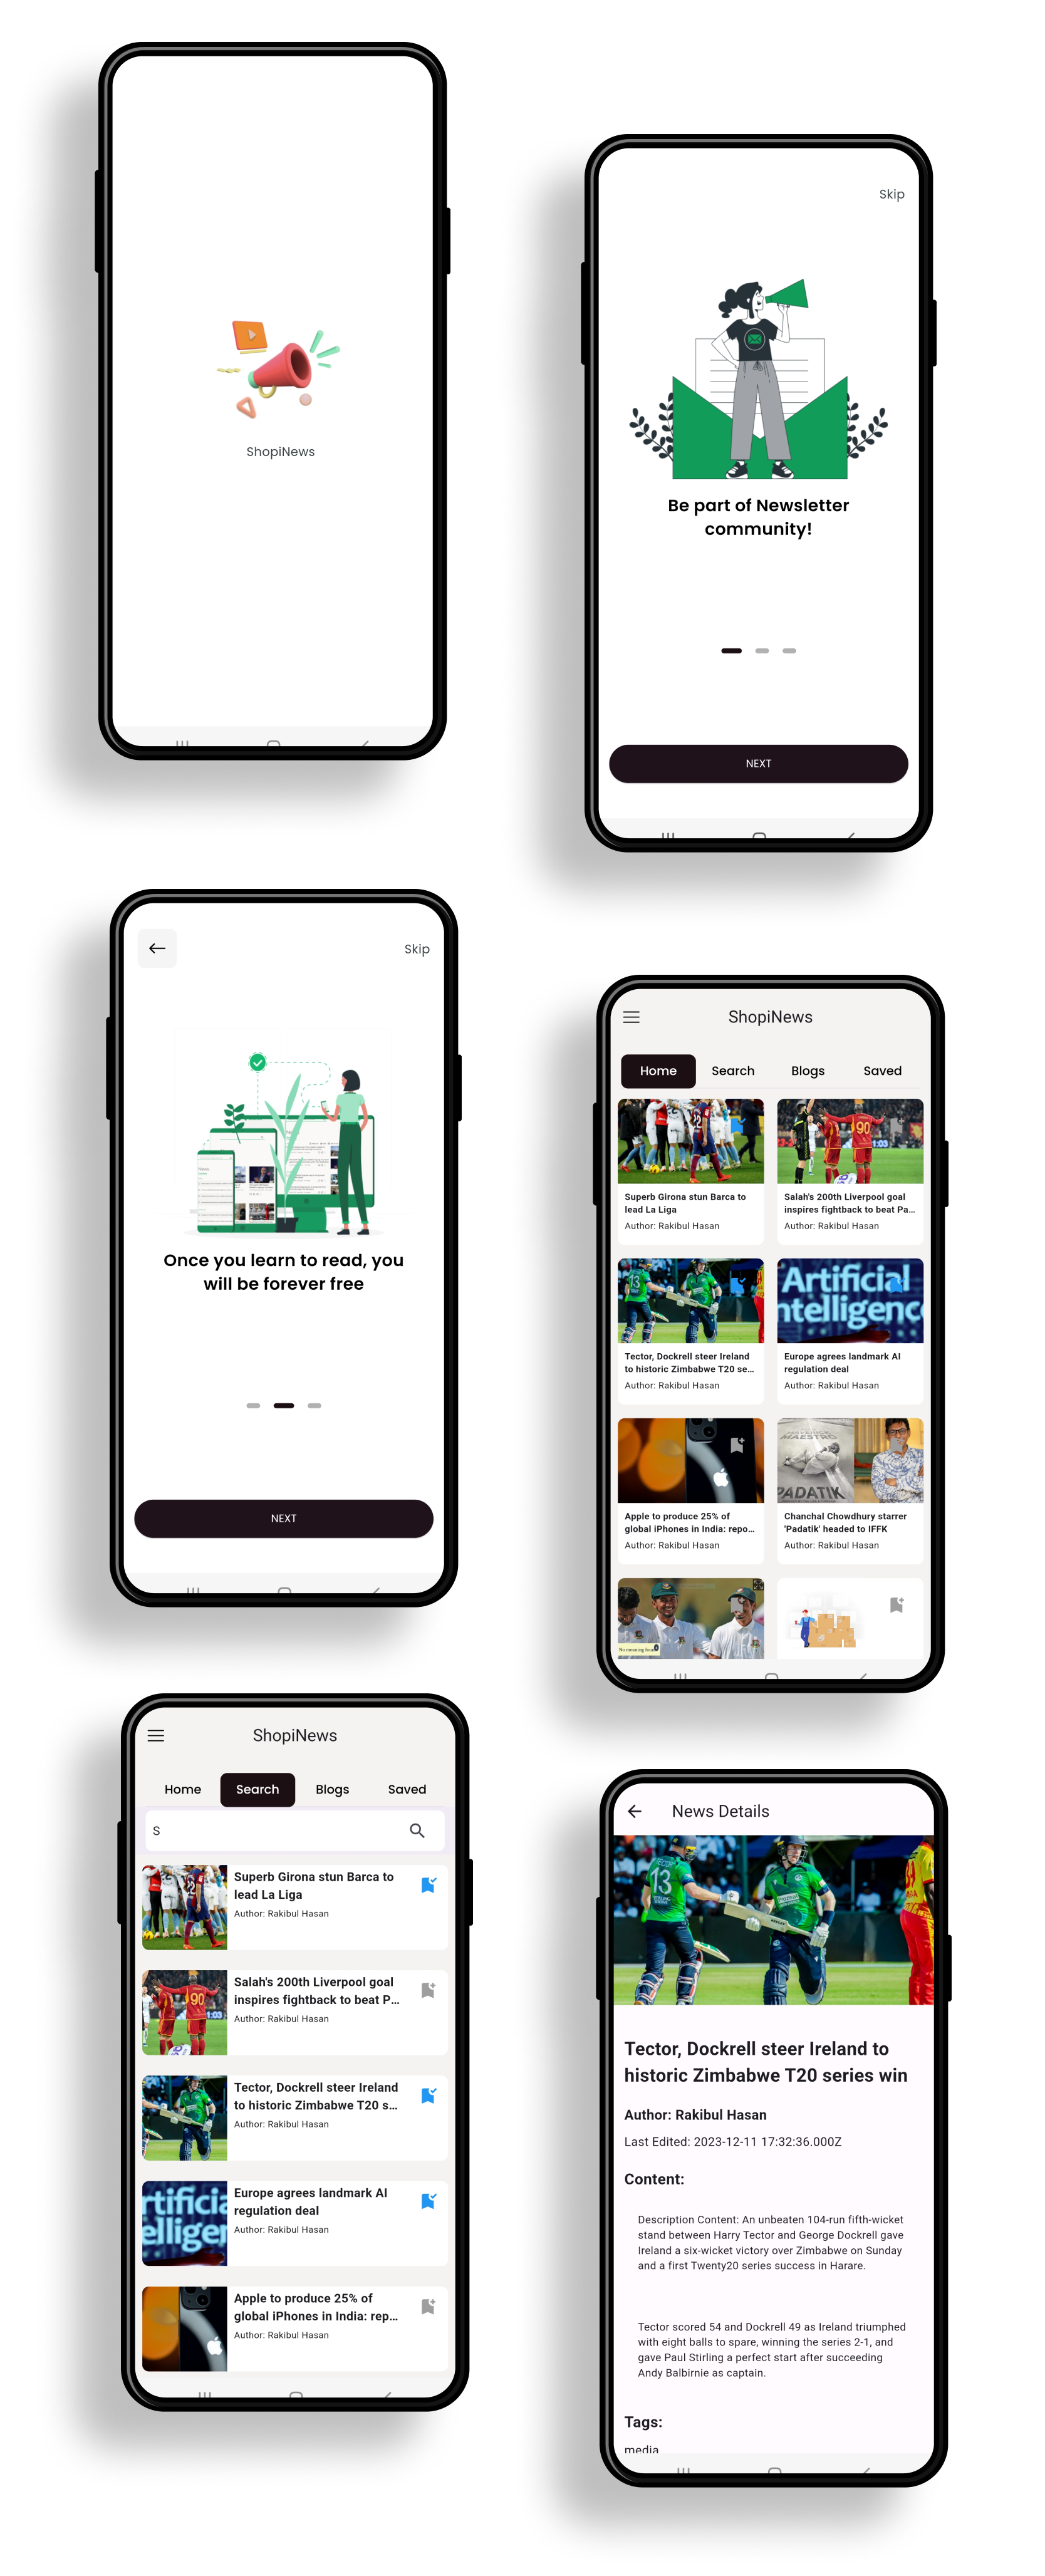 ShopiNews
Skip
Be part of Newsletter
community!
NEXT
Skip
Once you learn to read, you
will be forever free
NEXT
ShopiNews
Home
Search
Blogs
Saved
Superb Girona stun Barca to
lead La Liga
Author: Rakibul Hasan
90
Salah's 200th Liverpool goal
inspires fightback to beat Pa...
Author: Rakibul Hasan
13
Tector, Dockrell steer Ireland
to historic Zimbabwe T20 se...
Author: Rakibul Hasan
Artificial
ntelligenc
Europe agrees landmark AI
regulation deal
Author: Rakibul Hasan
Apple to produce 25% of
global iPhones in India: repo...
Author: Rakibul Hasan
MAESTRO
PADATIK
Chanchal Chowdhury starrer
'Padatik' headed to IFFK
Author: Rakibul Hasan
ShopiNews
Home
Search
Blogs
Saved
S
Superb Girona stun Barca to
lead La Liga
Author: Rakibul Hasan
90
Salah's 200th Liverpool goal
inspires fightback to beat P...
Author: Rakibul Hasan
Tector, Dockrell steer Ireland
to historic Zimbabwe T20 s...
Author: Rakibul Hasan
rtificia
elliger
Europe agrees landmark AI
regulation deal
Author: Rakibul Hasan
Apple to produce 25% of
global iPhones in India: rep...
Author: Rakibul Hasan
News Details
13
Tector, Dockrell steer Ireland to
historic Zimbabwe T20 series win
Author: Rakibul Hasan
Last Edited: 2023-12-11 17:32:36.000Z
Content:
Description Content: An unbeaten 104-run fifth-wicket
stand between Harry Tector and George Dockrell gave
Ireland a six-wicket victory over Zimbabwe on Sunday
and a first Twenty20 series success in Harare.
Tector scored 54 and Dockrell 49 as Ireland triumphed
with eight balls to spare, winning the series 2-1, and
gave Paul Stirling a perfect start after succeeding
Andy Balbirnie as captain.
Tags:
media